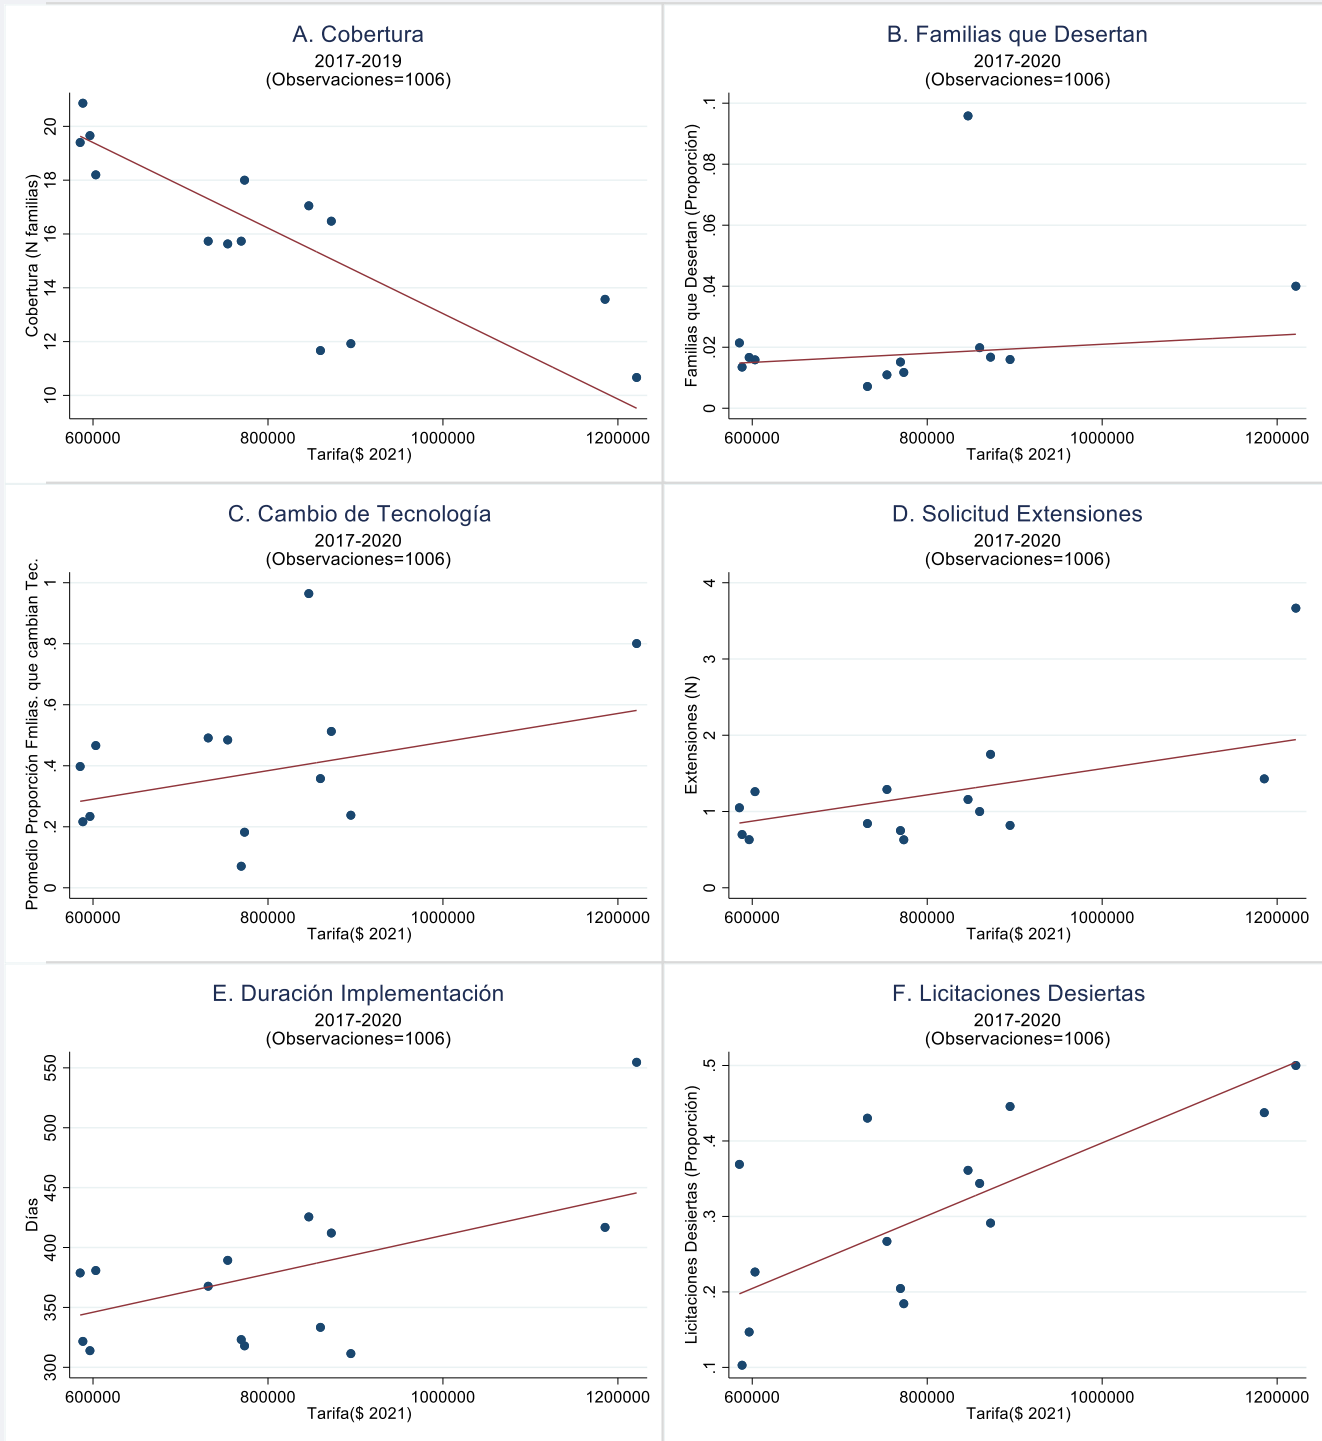 A. Cobertura
2017-2019
(Observaciones=1006)
Cobertura (N familias)
20
18
16
14
12
10
600000 800000 1000000 1200000
Tarifa($ 2021)
B. Familias que Desertan
2017-2020
(Observaciones=1006)
Familias que Desertan (Proporción)
.1
.08
.06
.04
.02
0
600000 800000 1000000 1200000
Tarifa($ 2021)
C. Cambio de Tecnología
2017-2020
(Observaciones=1006)
Promedio Proporción Fmlias. que cambian Tec.
1
.8
.6
.4
.2
0
600000 800000 1000000 1200000
Tarifa($ 2021)
D. Solicitud Extensiones
2017-2020
(Observaciones=1006)
Extensiones (N)
4
3
2
1
0
600000 800000 1000000 1200000
Tarifa($ 2021)
E. Duración Implementación
2017-2020
(Observaciones=1006)
Días
550
500
450
400
350
300
600000 800000 1000000 1200000
Tarifa($ 2021)
F. Licitaciones Desiertas
2017-2020
(Observaciones=1006)
Licitaciones Desiertas (Proporción)
.5
.4
.3
.2
.1
600000 800000 1000000 1200000
Tarifa($ 2021)